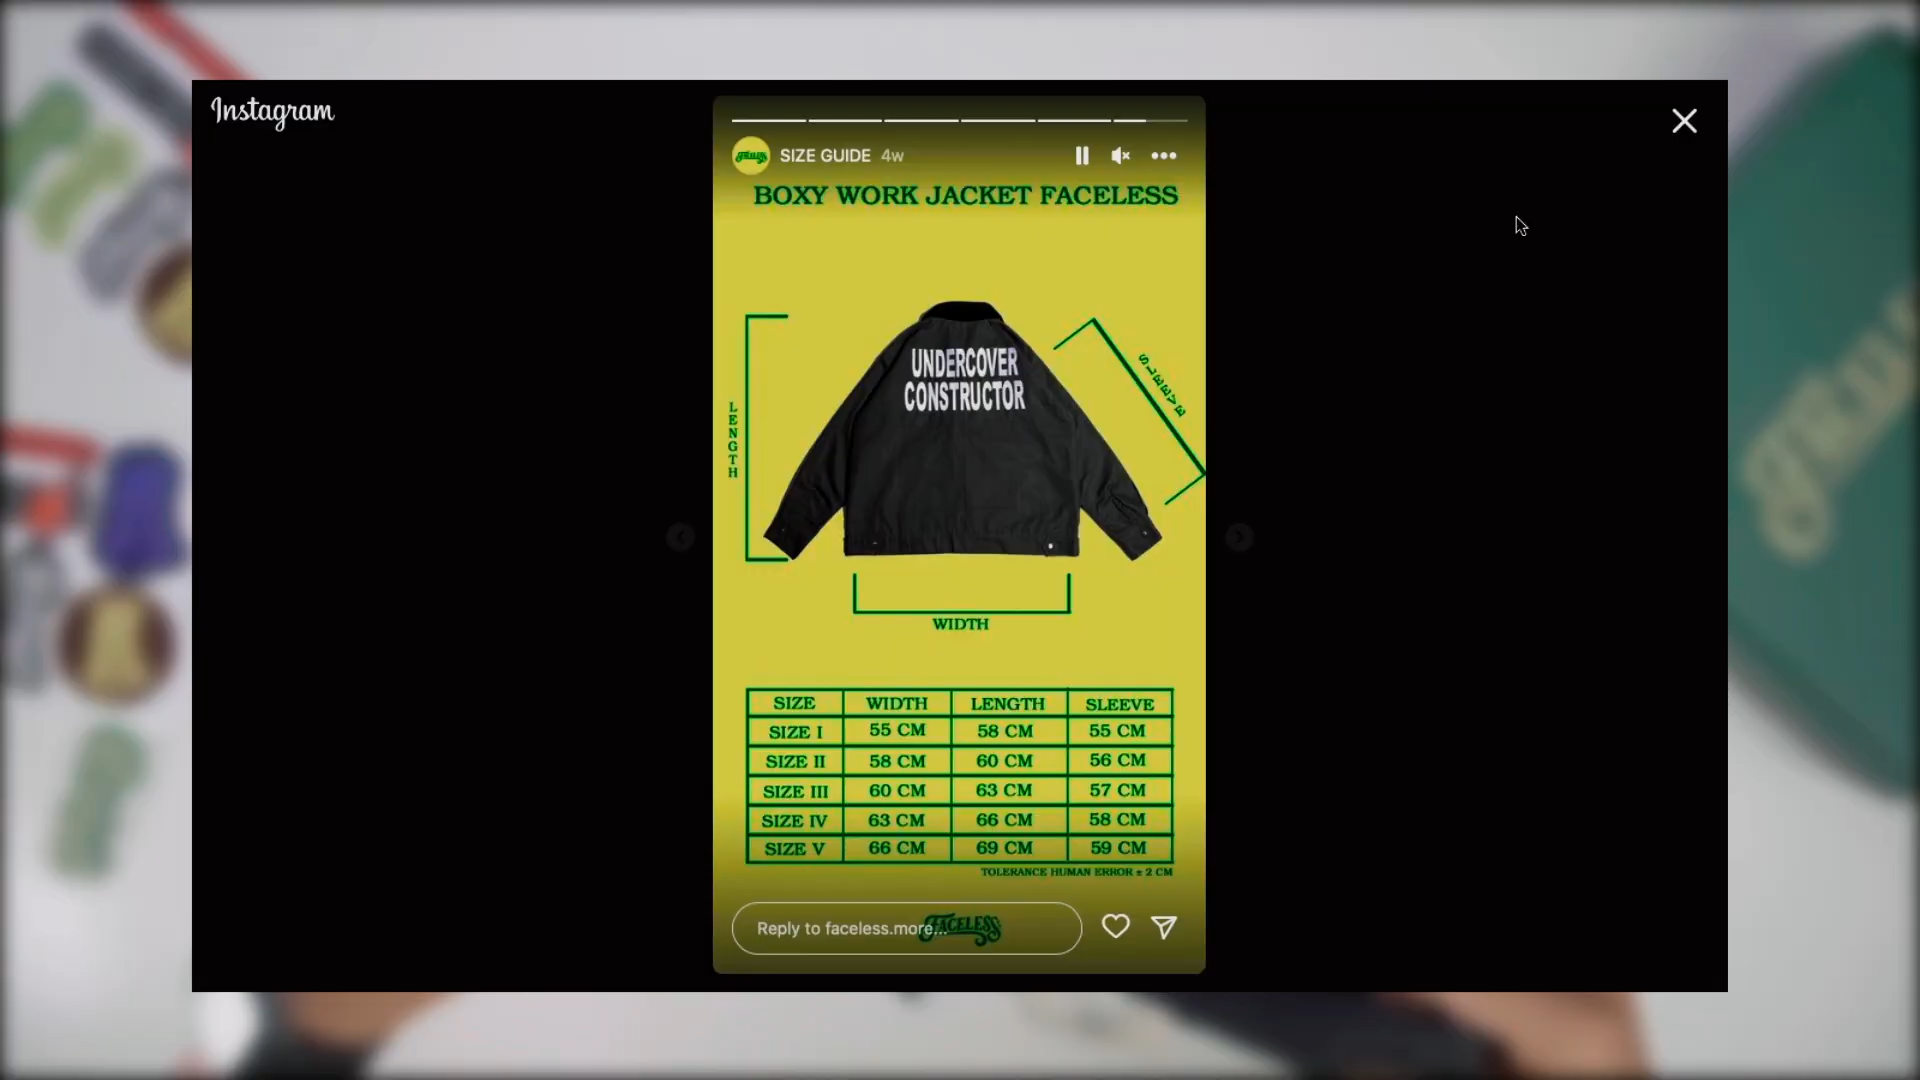 Instagram
SIZE GUIDE 4w
BOXY WORK JACKET FACELESS
UNDERCOVER
CONSTRUCTOR
LENGTH
SLEEVE
WIDTH
SIZE WIDTH LENGTH SLEEVE
SIZE I 55 CM 58 CM 55 CM
SIZE II 58 CM 60 CM 56 CM
SIZE III 60 CM 63 CM 57 CM
SIZE IV 63 CM 66 CM 58 CM
SIZE V 66 CM 69 CM 59 CM
TOLERANCE HUMAN ERROR ± 2 CM
Reply to faceless.more...
FACELESS